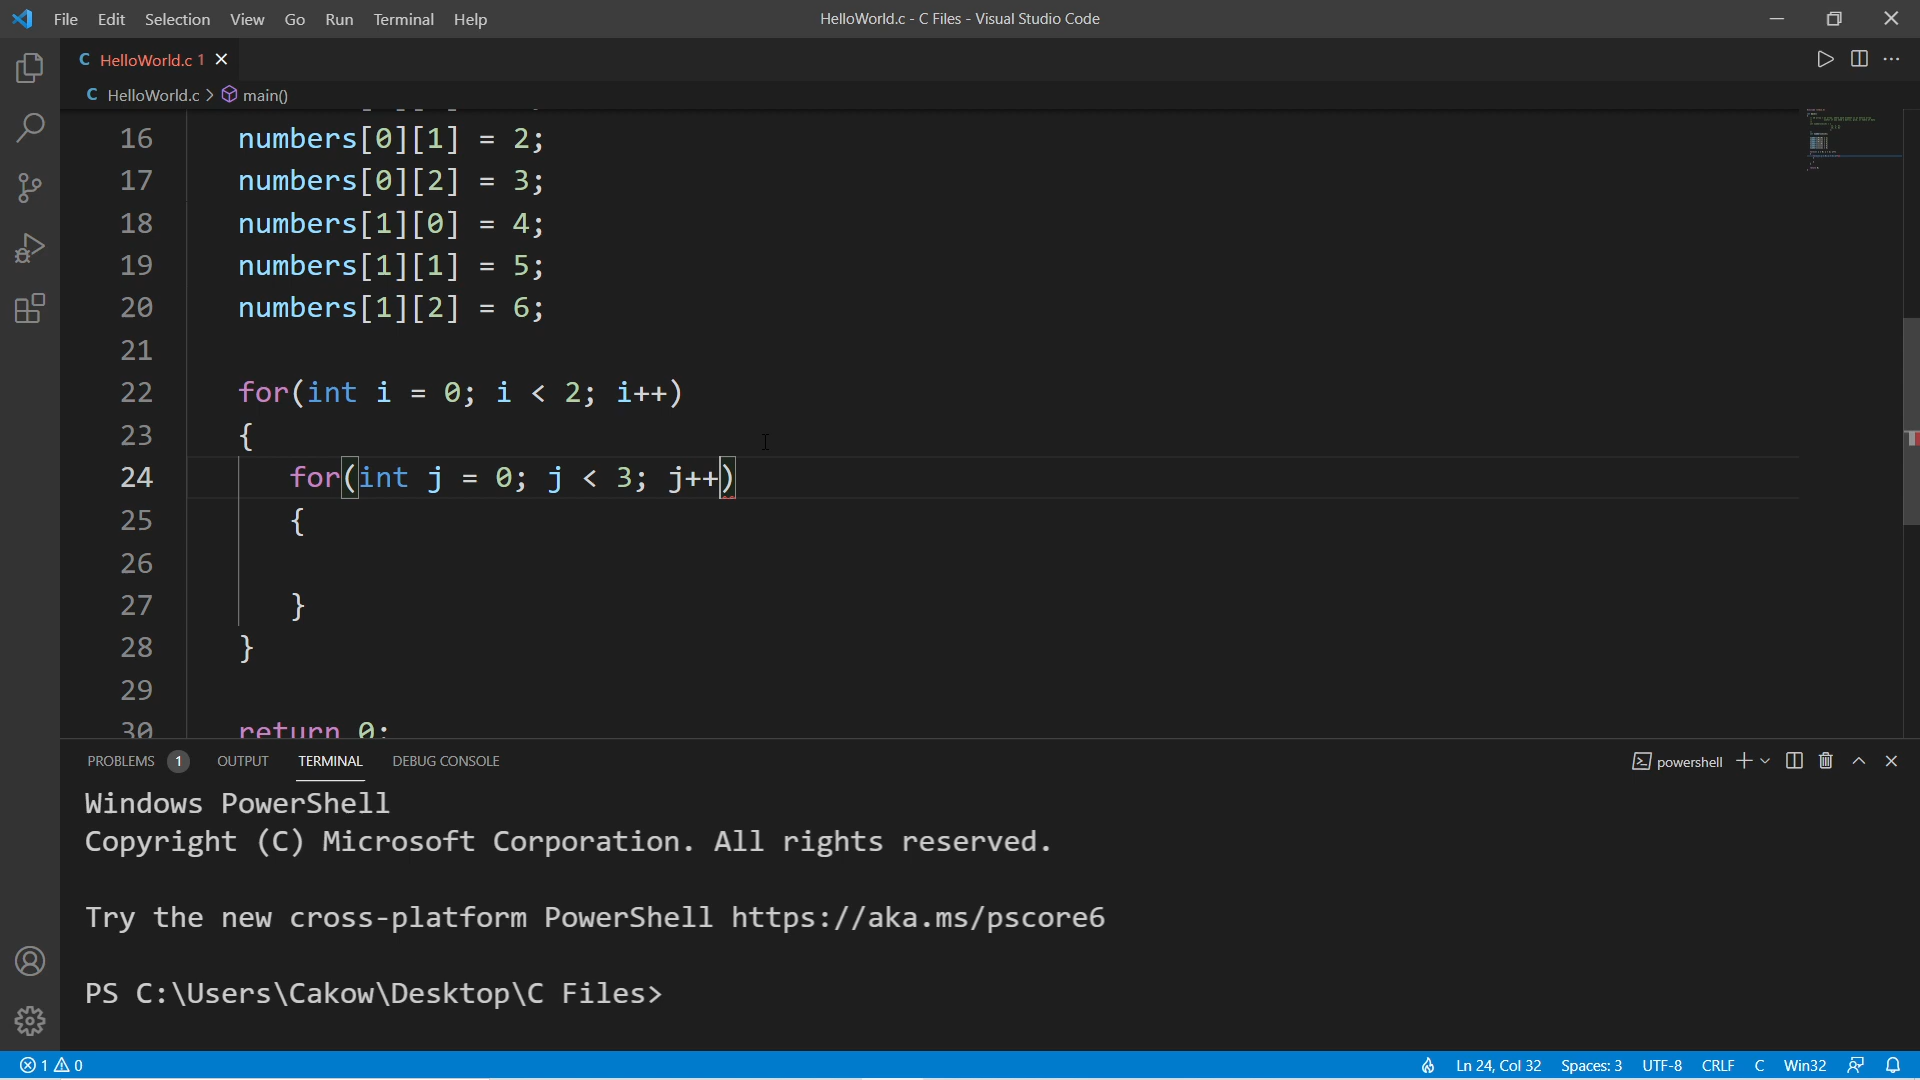 File Edit Selection View Go Run Terminal Help
HelloWorld.c - C Files - Visual Studio Code
C HelloWorld.c 1
C HelloWorld.c > main()
16 numbers[0][1] = 2;
17 numbers[0][2] = 3;
18 numbers[1][0] = 4;
19 numbers[1][1] = 5;
20 numbers[1][2] = 6;
21
22 for(int i = 0; i < 2; i++)
23 {
24 for(int j = 0; j < 3; j++)
25 {
26
27 }
28 }
29
30 return 0;
PROBLEMS 1 OUTPUT TERMINAL DEBUG CONSOLE
powershell
Windows PowerShell
Copyright (C) Microsoft Corporation. All rights reserved.
Try the new cross-platform PowerShell https://aka.ms/pscore6
PS C:\Users\Cakow\Desktop\C Files>
1 0 Ln 24, Col 32 Spaces: 3 UTF-8 CRLF C Win32